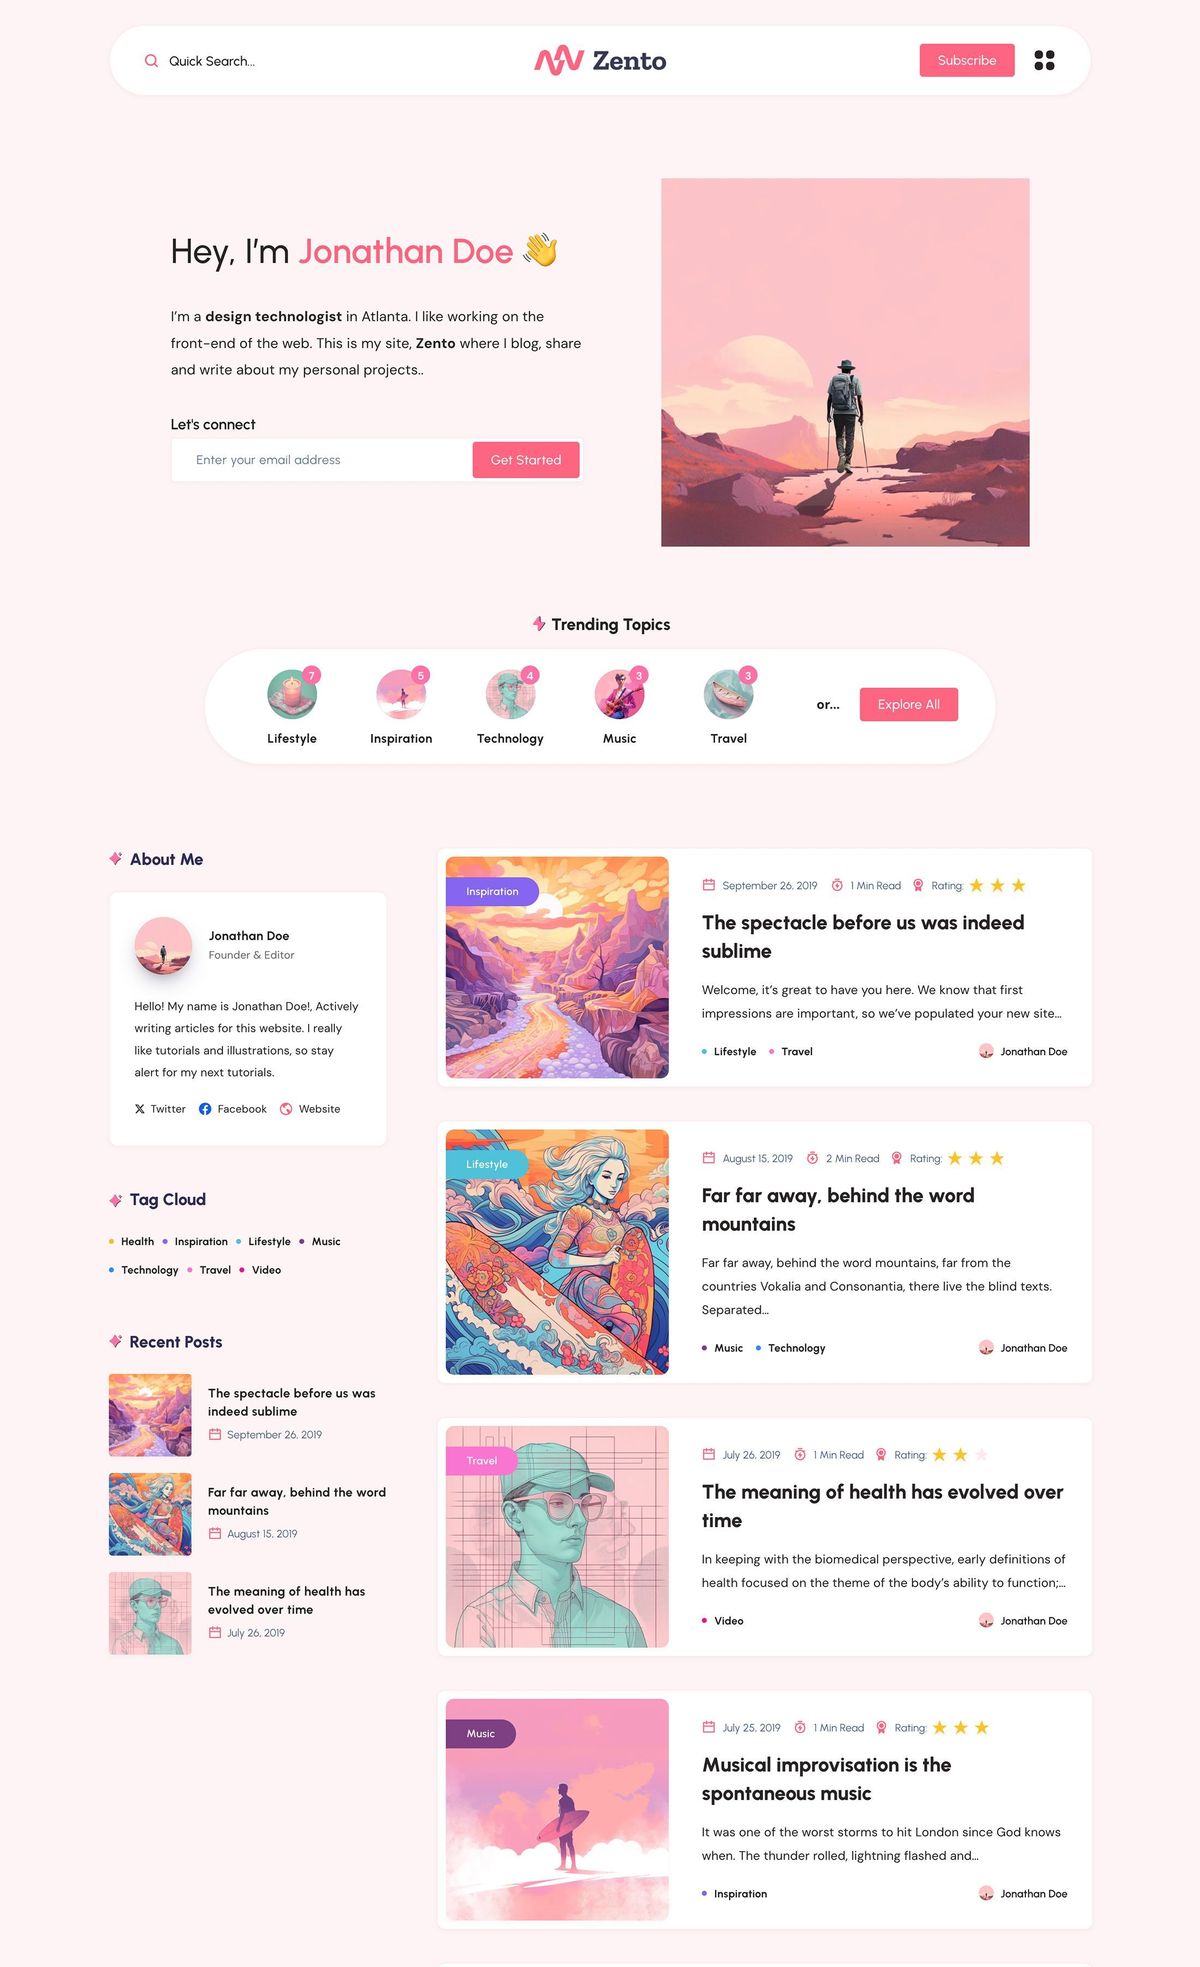 Quick Search...
Zento
Subscribe
Hey, I'm Jonathan Doe 👋
I'm a design technologist in Atlanta. I like working on the
front-end of the web. This is my site, Zento where I blog, share
and write about my personal projects..
Let's connect
Enter your email address
Get Started
Trending Topics
7
5
4
3
3
Lifestyle
Inspiration
Technology
Music
Travel
or...
Explore All
About Me
Jonathan Doe
Founder & Editor
Hello! My name is Jonathan Doe!, Actively
writing articles for this website. I really
like tutorials and illustrations, so stay
alert for my next tutorials.
Twitter
Facebook
Website
Tag Cloud
Health
Inspiration
Lifestyle
Music
Technology
Travel
Video
Recent Posts
The spectacle before us was
indeed sublime
September 26, 2019
Far far away, behind the word
mountains
August 15, 2019
The meaning of health has
evolved over time
July 26, 2019
Inspiration
September 26, 2019
1 Min Read
Rating:
The spectacle before us was indeed
sublime
Welcome, it's great to have you here. We know that first
impressions are important, so we've populated your new site...
Lifestyle
Travel
Jonathan Doe
Lifestyle
August 15, 2019
2 Min Read
Rating:
Far far away, behind the word
mountains
Far far away, behind the word mountains, far from the
countries Vokalia and Consonantia, there live the blind texts.
Separated...
Music
Technology
Jonathan Doe
Travel
July 26, 2019
1 Min Read
Rating:
The meaning of health has evolved over
time
In keeping with the biomedical perspective, early definitions of
health focused on the theme of the body's ability to function;...
Video
Jonathan Doe
Music
July 25, 2019
1 Min Read
Rating:
Musical improvisation is the
spontaneous music
It was one of the worst storms to hit London since God knows
when. The thunder rolled, lightning flashed and...
Inspiration
Jonathan Doe